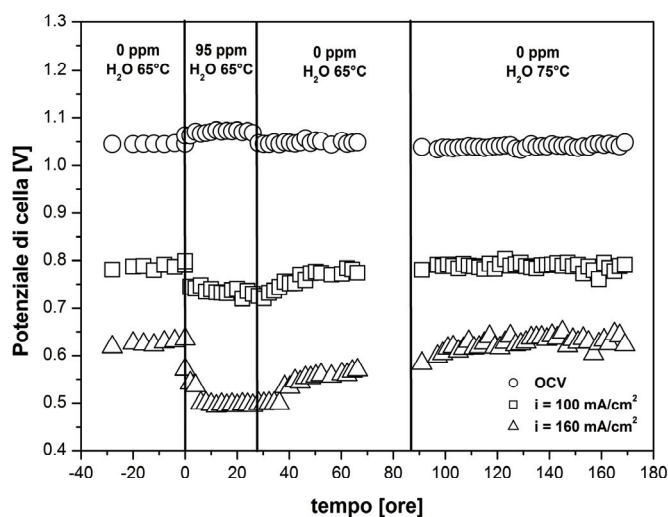 0 ppm
H₂O 65°C
95 ppm
H₂O 65°C
0 ppm
H₂O 65°C
0 ppm
H₂O 75°C
Potenziale di cella [V]
1.3
1.2
1.1
1.0
0.9
0.8
0.7
0.6
0.5
0.4
OCV
i = 100 mA/cm²
i = 160 mA/cm²
-40 -20 0 20 40 60 80 100 120 140 160 180
tempo [ore]